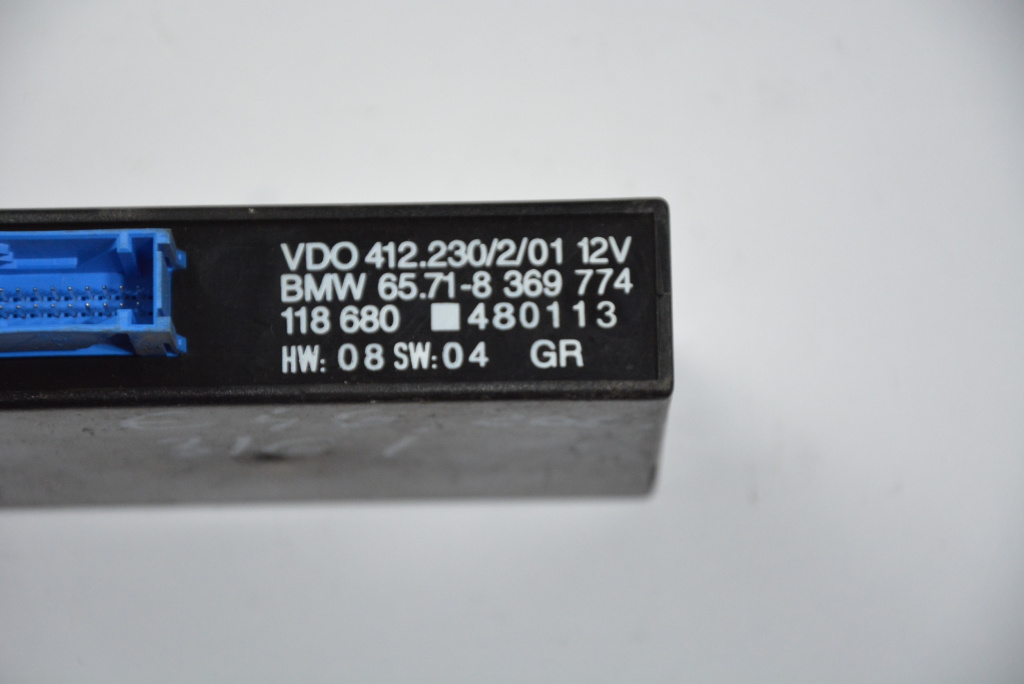 VDO 412.230/2/01 12V
BMW 65.71-8 369 774
118 680 480113
HW: 08 SW: 04 GR